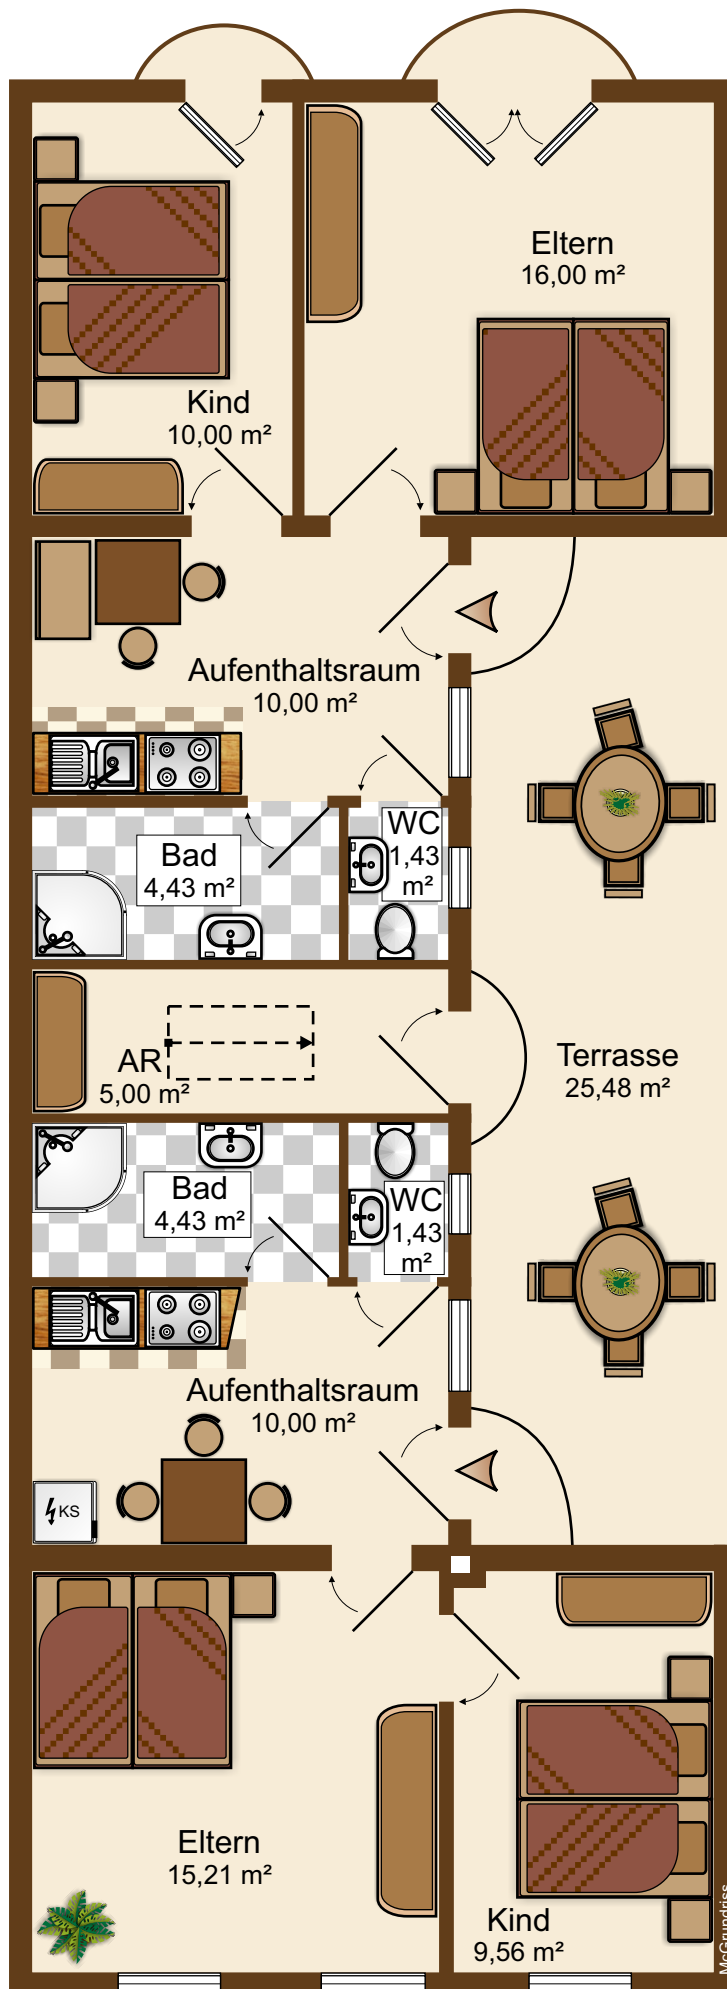 Eltern
16,00 m²
Kind
10,00 m²
Aufenthaltsraum
10,00 m²
WC
1,43
m²
Bad
4,43 m²
AR
5,00 m²
Terrasse
25,48 m²
Bad
4,43 m²
WC
1,43
m²
Aufenthaltsraum
10,00 m²
KS
Eltern
15,21 m²
Kind
9,56 m²
McGrundriss